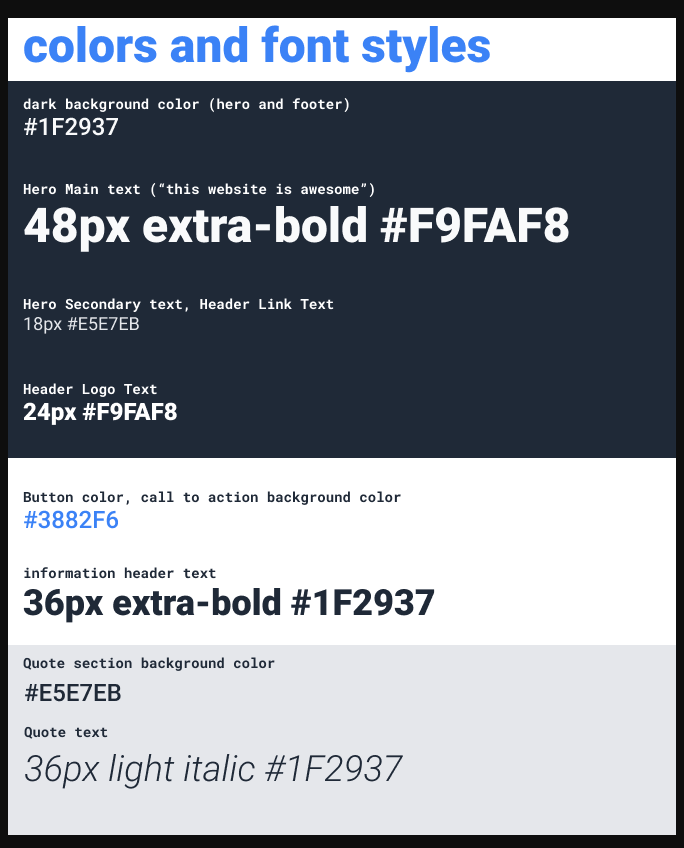 colors and font styles
dark background color (hero and footer)
#1F2937
Hero Main text (“this website is awesome”)
48px extra-bold #F9FAF8
Hero Secondary text, Header Link Text
18px #E5E7EB
Header Logo Text
24px #F9FAF8
Button color, call to action background color
#3882F6
information header text
36px extra-bold #1F2937
Quote section background color
#E5E7EB
Quote text
36px light italic #1F2937